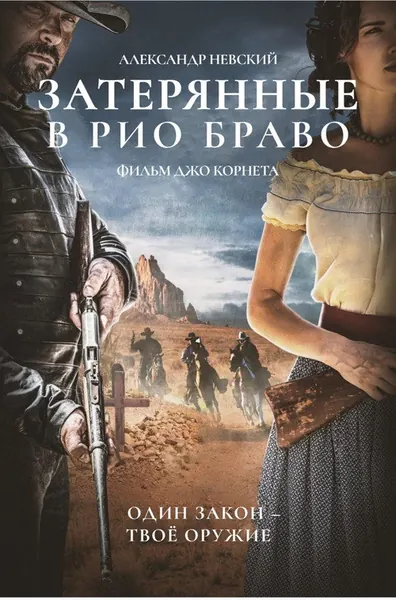 АЛЕКСАНДР НЕВСКИЙ
ЗАТЕРЯННЫЕ
В РИО БРАВО
ФИЛЬМ ДЖО КОРНЕТА
ОДИН ЗАКОН –
ТВОЁ ОРУЖИЕ